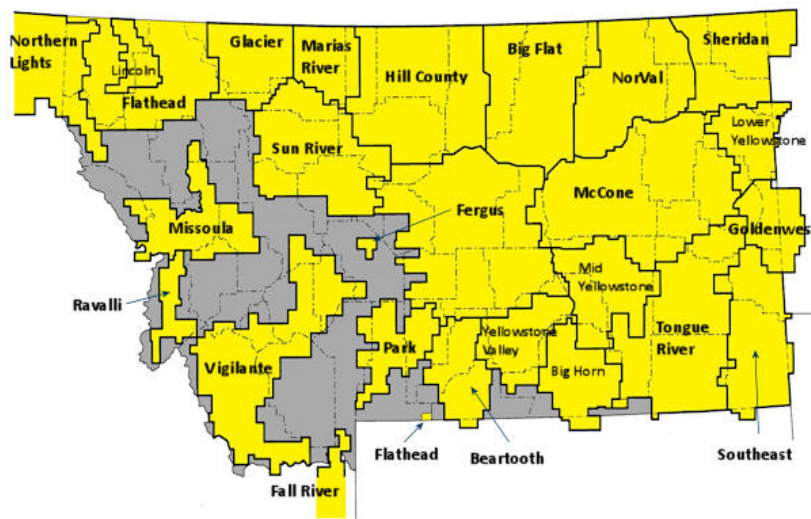 Northern
Lights
Lincoln
Flathead
Glacier
Marias
River
Hill County
Big Flat
NorVal
Sheridan
Lower
Yellowstone
Sun River
McCone
Fergus
Missoula
Goldenwest
Mid
Yellowstone
Ravalli
Vigilante
Park
Yellowstone
Valley
Big Horn
Tongue
River
Flathead
Beartooth
Southeast
Fall River